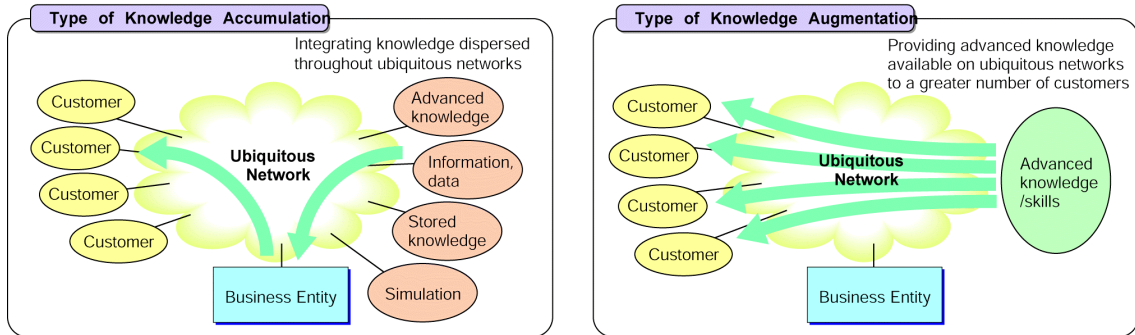 Type of Knowledge Accumulation
Integrating knowledge dispersed
throughout ubiquitous networks
Customer
Customer
Customer
Customer
Ubiquitous
Network
Advanced
knowledge
Information,
data
Stored
knowledge
Simulation
Business Entity
Type of Knowledge Augmentation
Providing advanced knowledge
available on ubiquitous networks
to a greater number of customers
Customer
Customer
Customer
Customer
Ubiquitous
Network
Advanced
knowledge
/skills
Business Entity